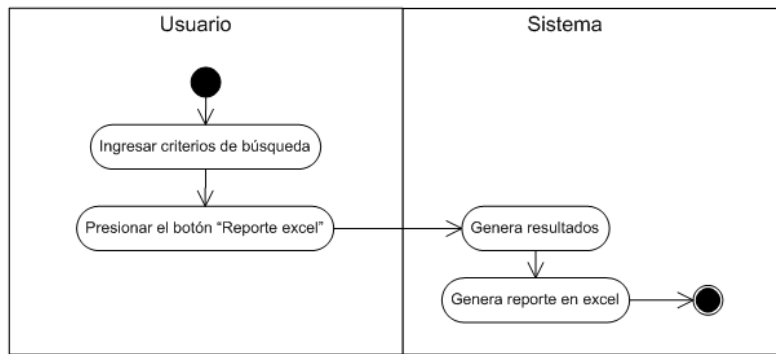 Usuario
Sistema
Ingresar criterios de búsqueda
Presionar el botón “Reporte excel”
Genera resultados
Genera reporte en excel